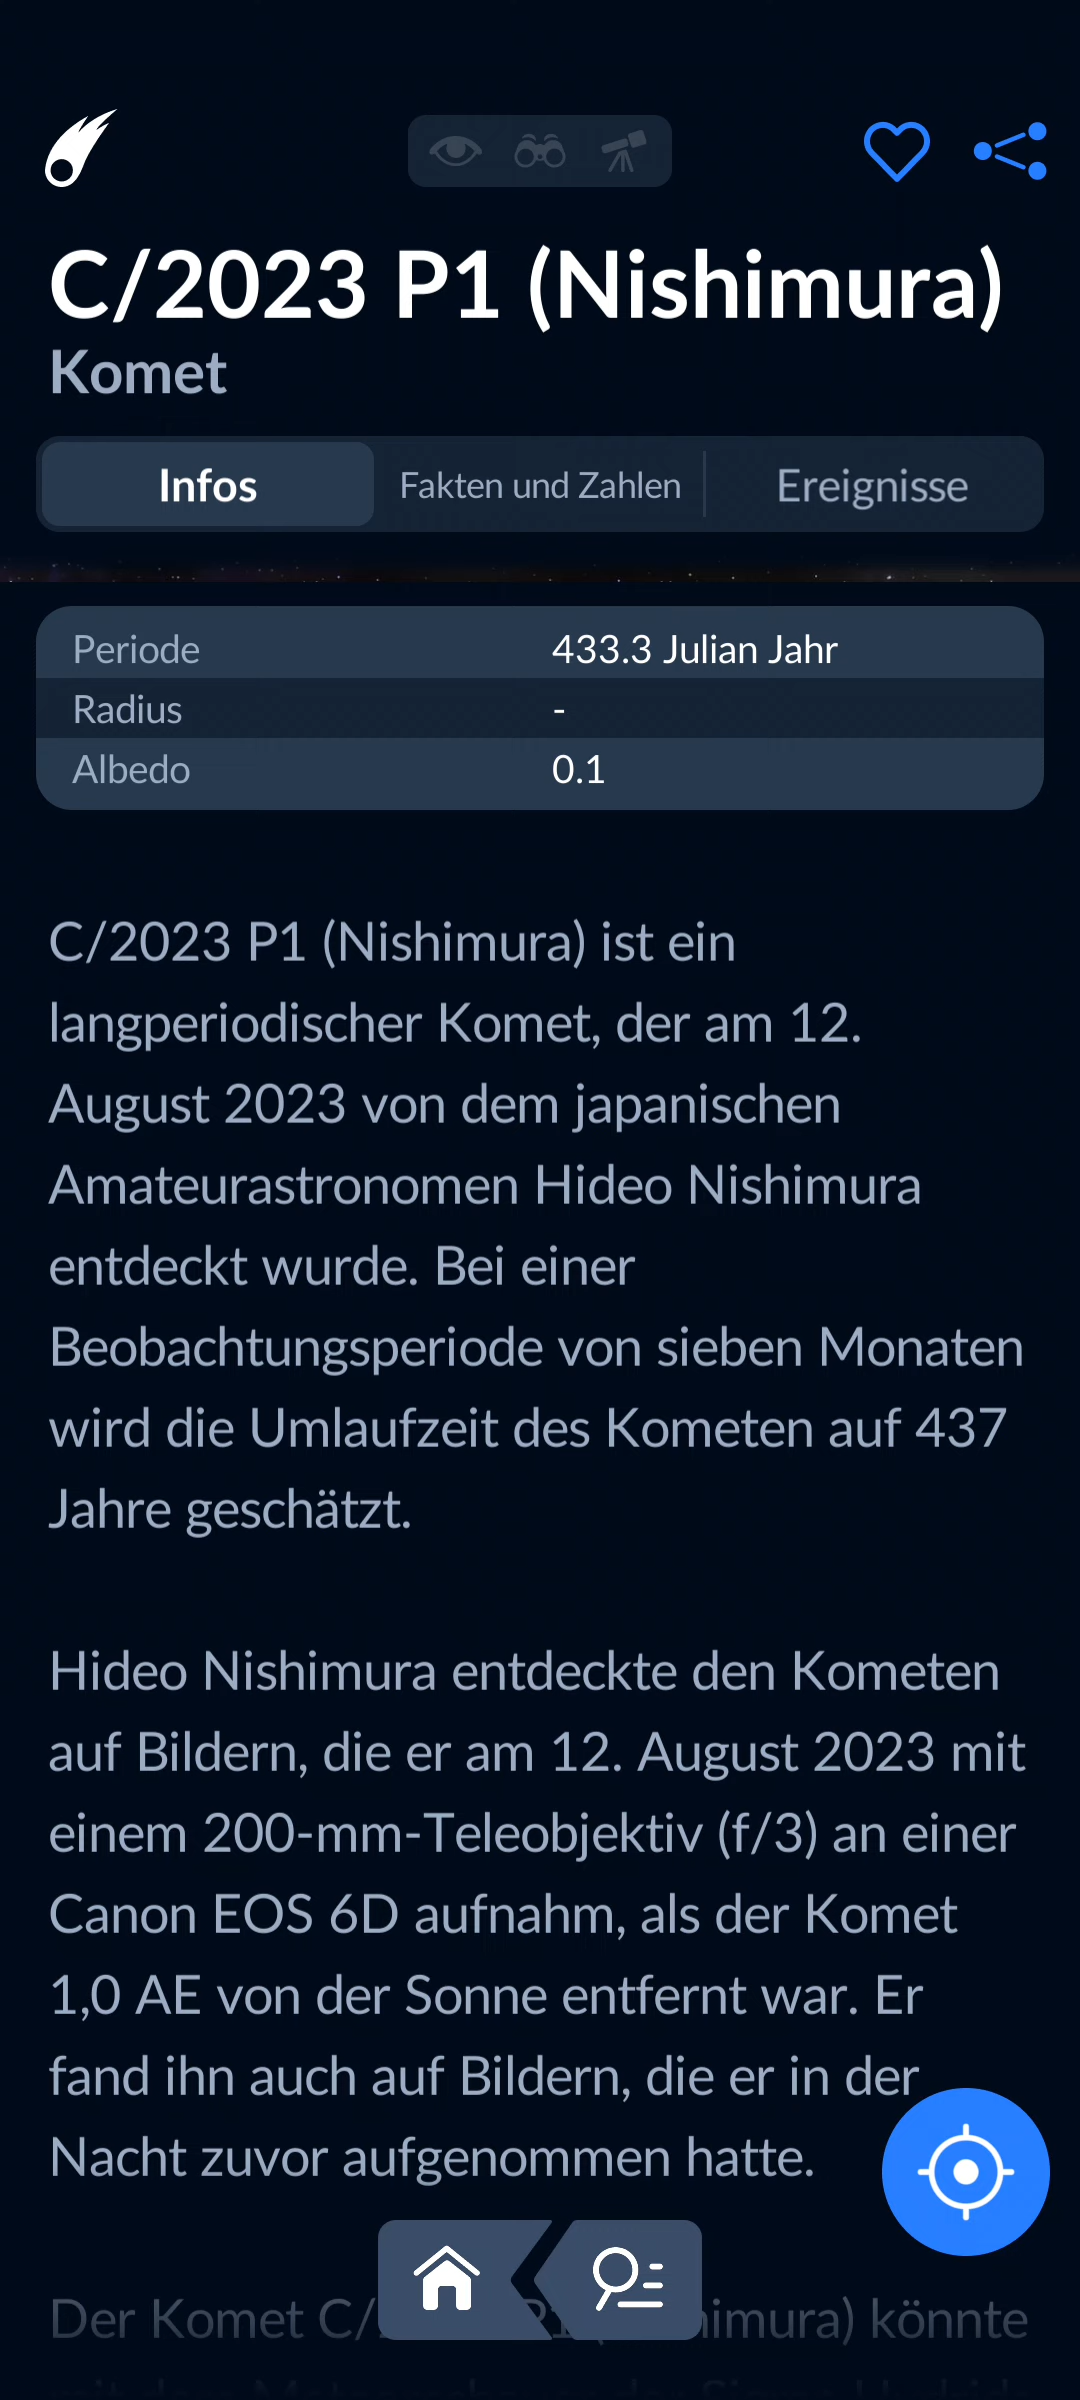 C/2023 P1 (Nishimura)
Komet
Infos Fakten und Zahlen Ereignisse
Periode 433.3 Julian Jahr
Radius -
Albedo 0.1
C/2023 P1 (Nishimura) ist ein
langperiodischer Komet, der am 12.
August 2023 von dem japanischen
Amateurastronomen Hideo Nishimura
entdeckt wurde. Bei einer
Beobachtungsperiode von sieben Monaten
wird die Umlaufzeit des Kometen auf 437
Jahre geschätzt.
Hideo Nishimura entdeckte den Kometen
auf Bildern, die er am 12. August 2023 mit
einem 200-mm-Teleobjektiv (f/3) an einer
Canon EOS 6D aufnahm, als der Komet
1,0 AE von der Sonne entfernt war. Er
fand ihn auch auf Bildern, die er in der
Nacht zuvor aufgenommen hatte.
Der Komet könnte